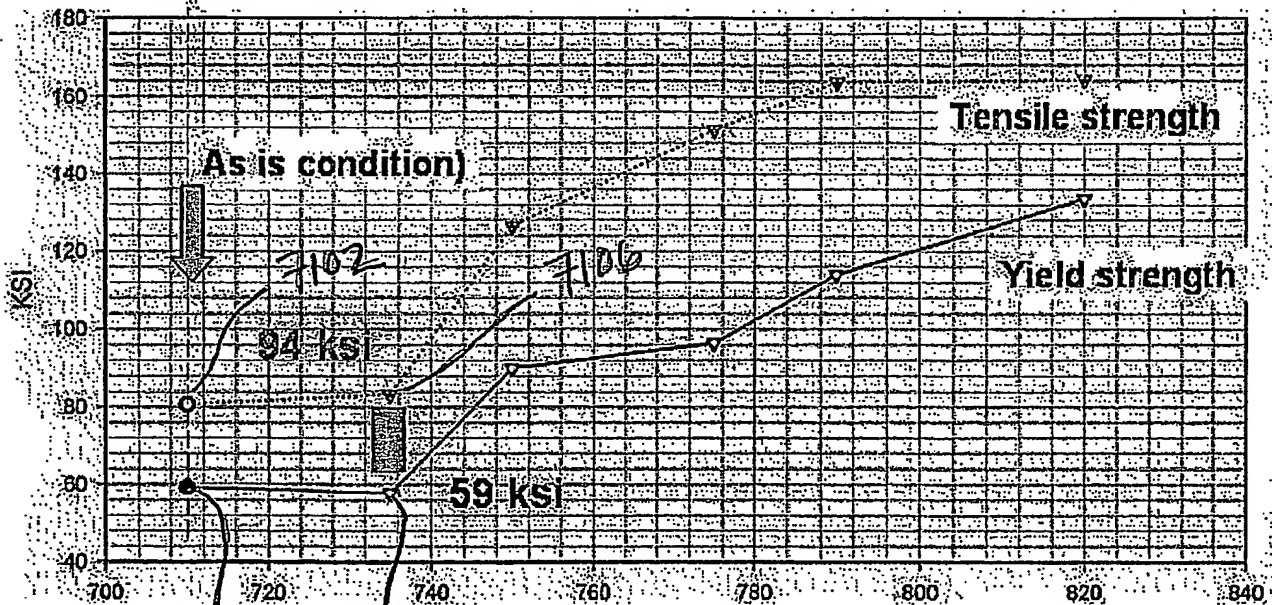 180
160
140
120
100
80
60
40
KSI
As is condition)
Tensile strength
7102
7106
Yield strength
94 ksi
59 ksi
700 720 740 760 780 800 820 840